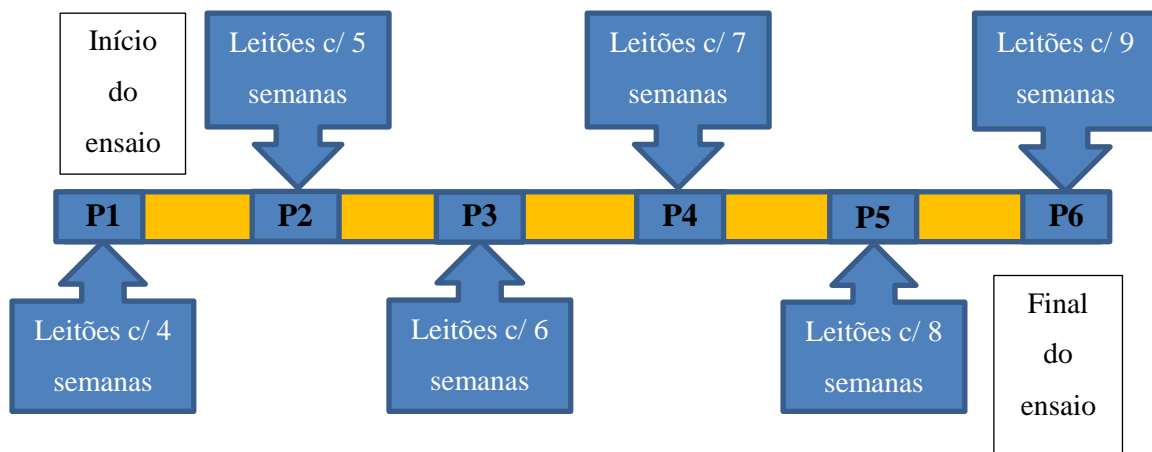 Início
do
ensaio
Leitões c/ 5
semanas
Leitões c/ 7
semanas
Leitões c/ 9
semanas
P1
P2
P3
P4
P5
P6
Leitões c/ 4
semanas
Leitões c/ 6
semanas
Leitões c/ 8
semanas
Final
do
ensaio